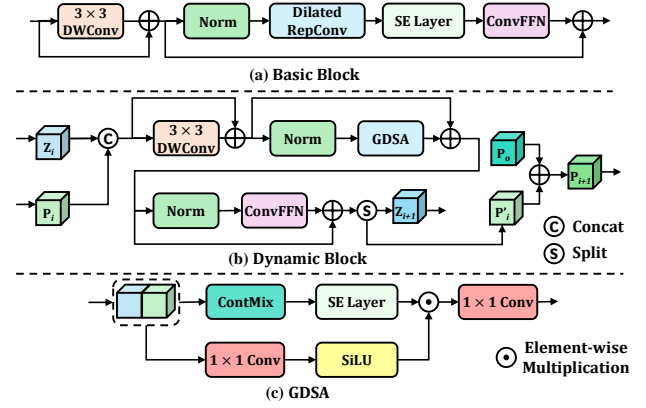 3 × 3
DWConv
Norm
Dilated
RepConv
SE Layer
ConvFFN
(a) Basic Block
Z_i
P_i
C
3 × 3
DWConv
Norm
GDSA
P_o
P_{i+1}
Norm
ConvFFN
S
Z_{i+1}
P'_i
C Concat
S Split
(b) Dynamic Block
ContMix
SE Layer
1 × 1 Conv
1 × 1 Conv
SiLU
Element-wise
Multiplication
(c) GDSA